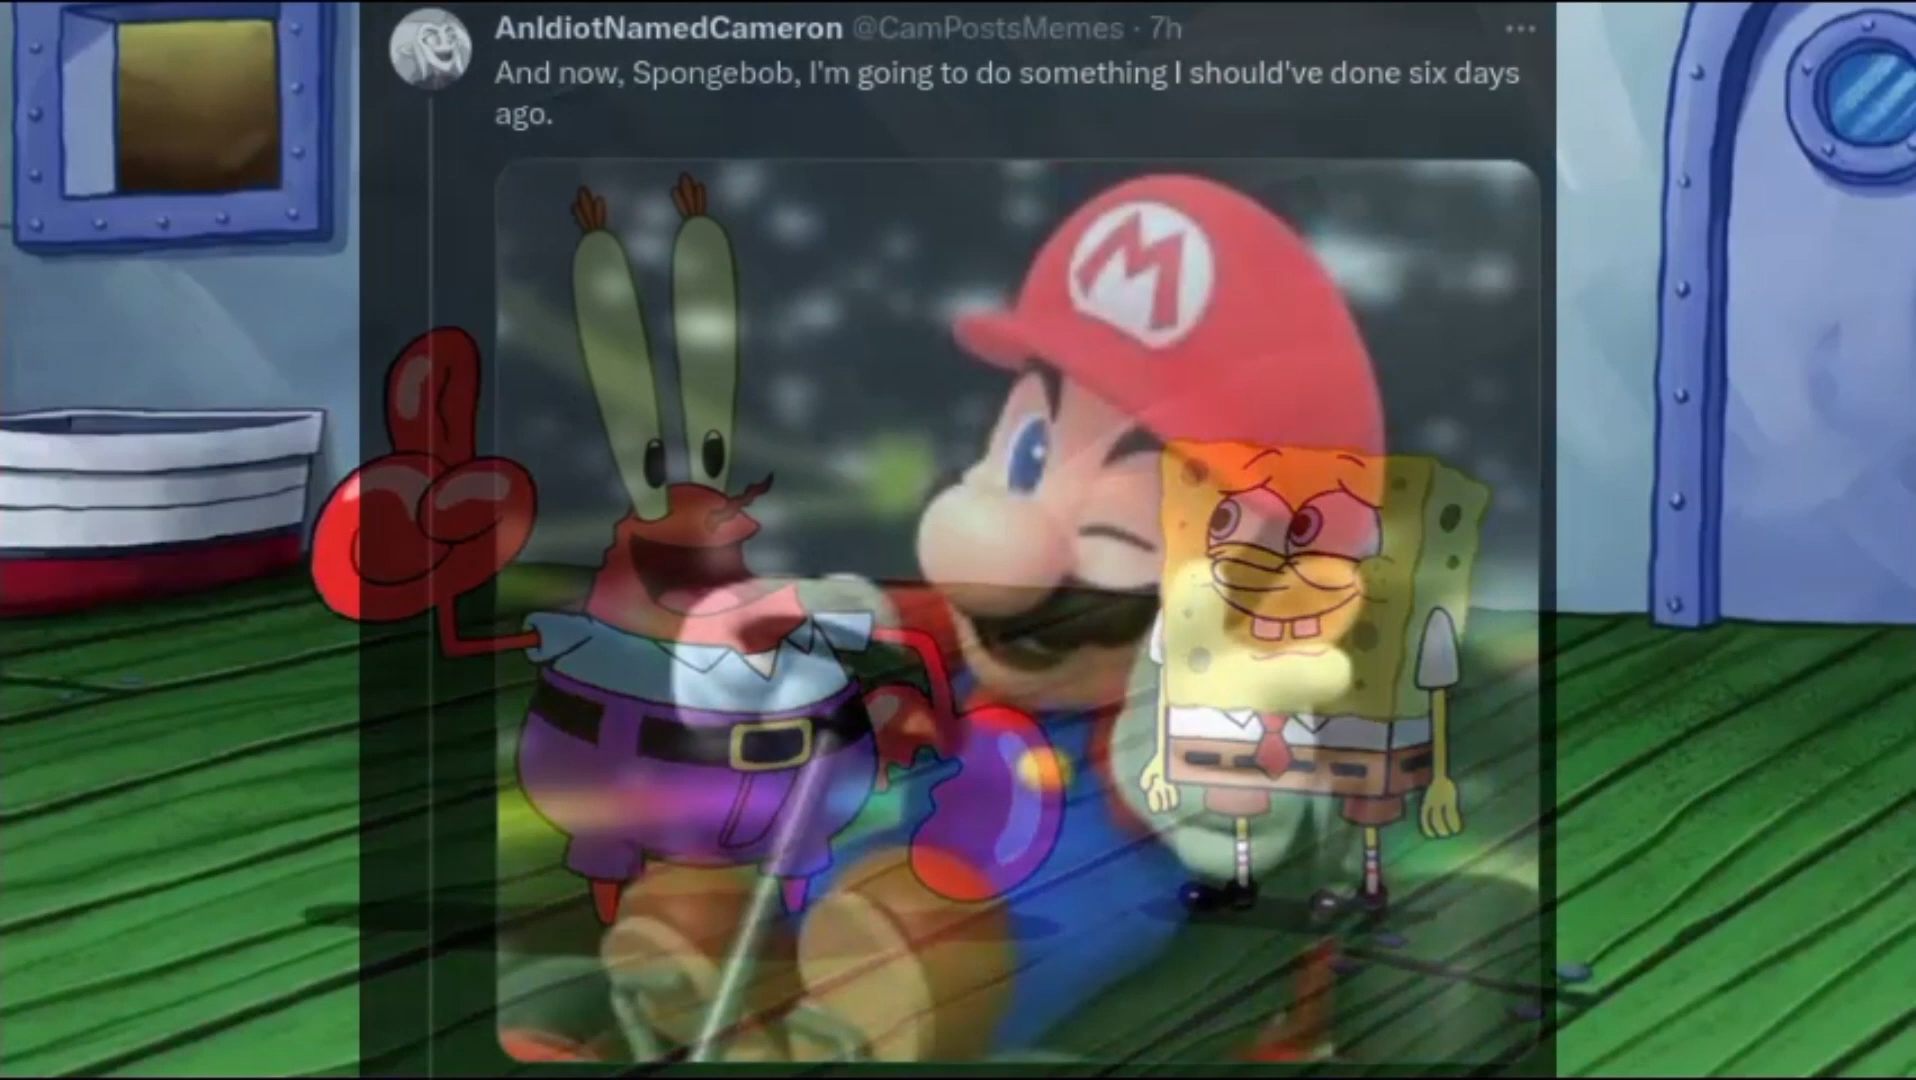 AnIdiotNamedCameron @CamPostsMemes · 7h
And now, Spongebob, I'm going to do something I should've done six days
ago.
M